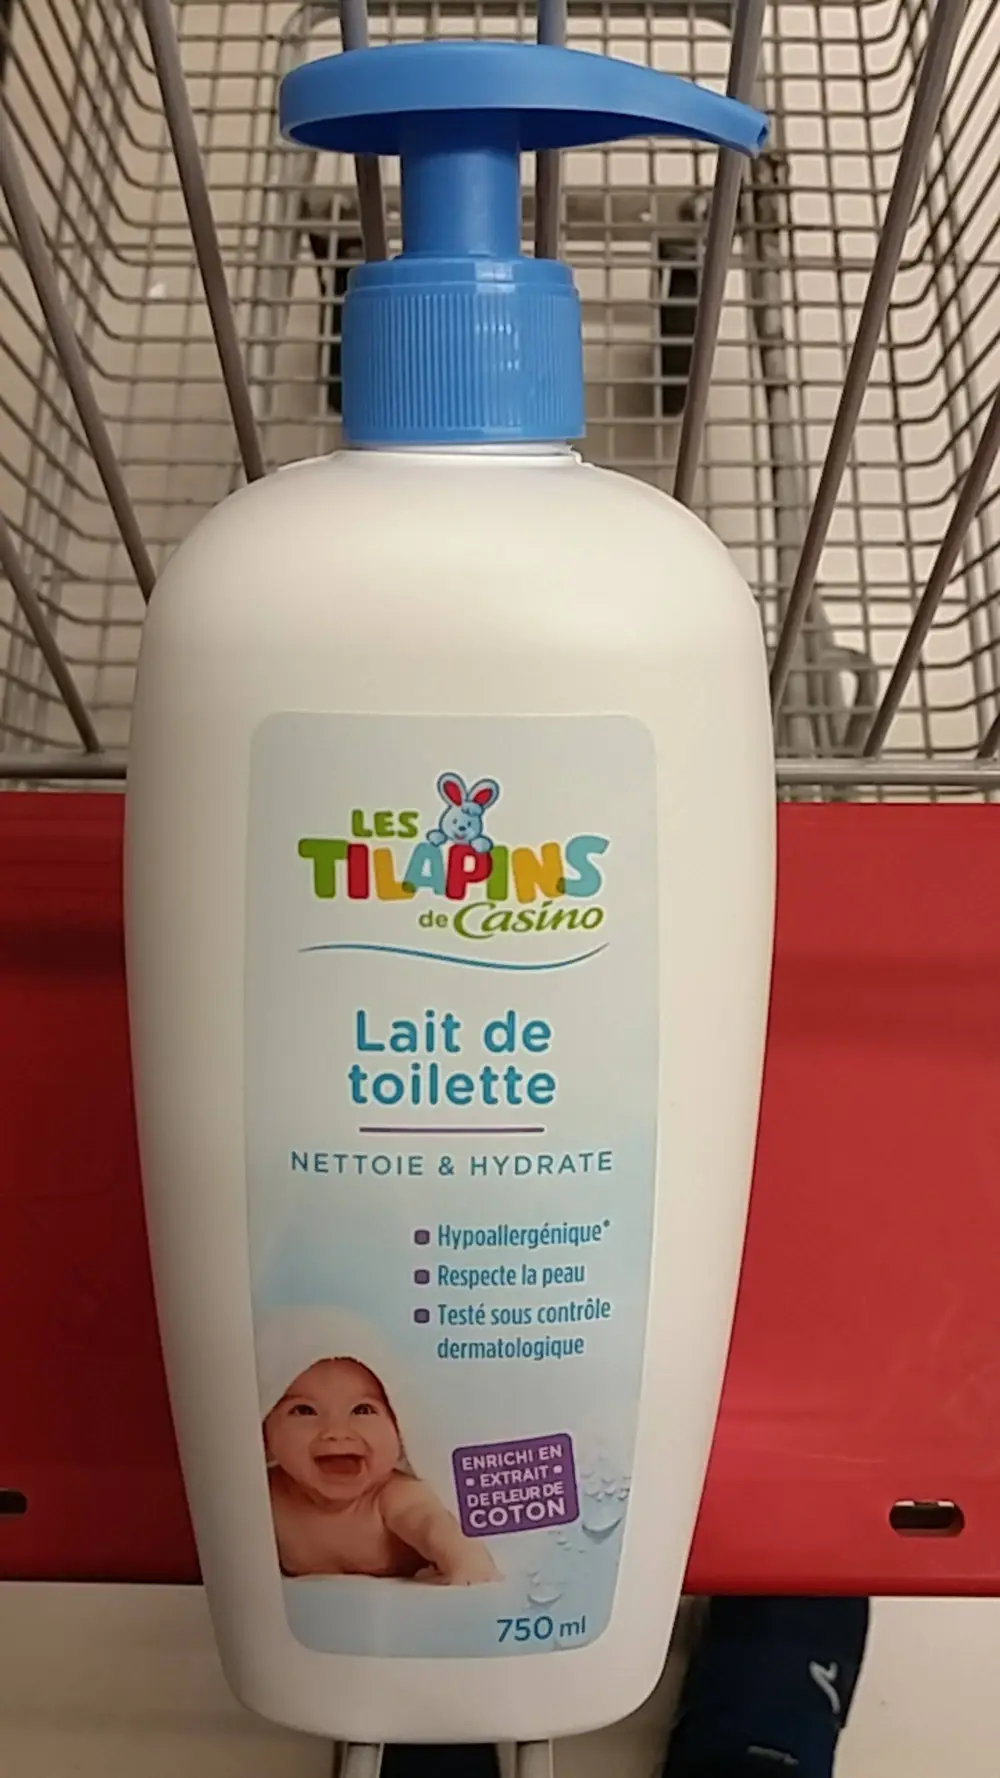 LES
TILAPINS
de Casino
Lait de
toilette
NETTOIE & HYDRATE
Hypoallergénique*
Respecte la peau
Testé sous contrôle
dermatologique
ENRICHI EN
• EXTRAIT •
DE FLEUR DE
COTON
750 ml